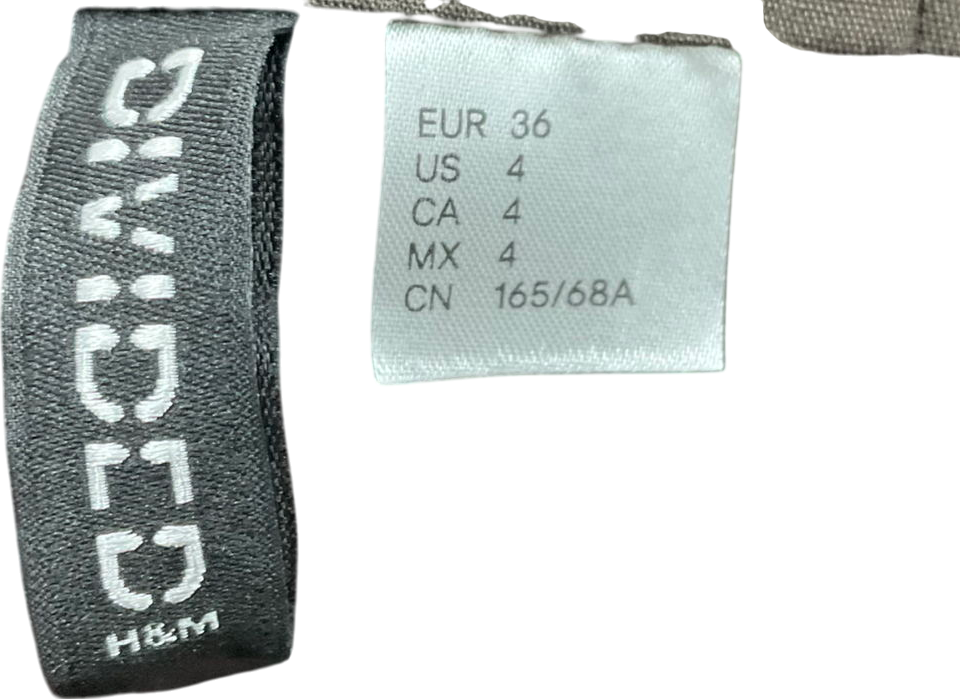 DIVIDED
H&M
EUR 36
US 4
CA 4
MX 4
CN 165/68A